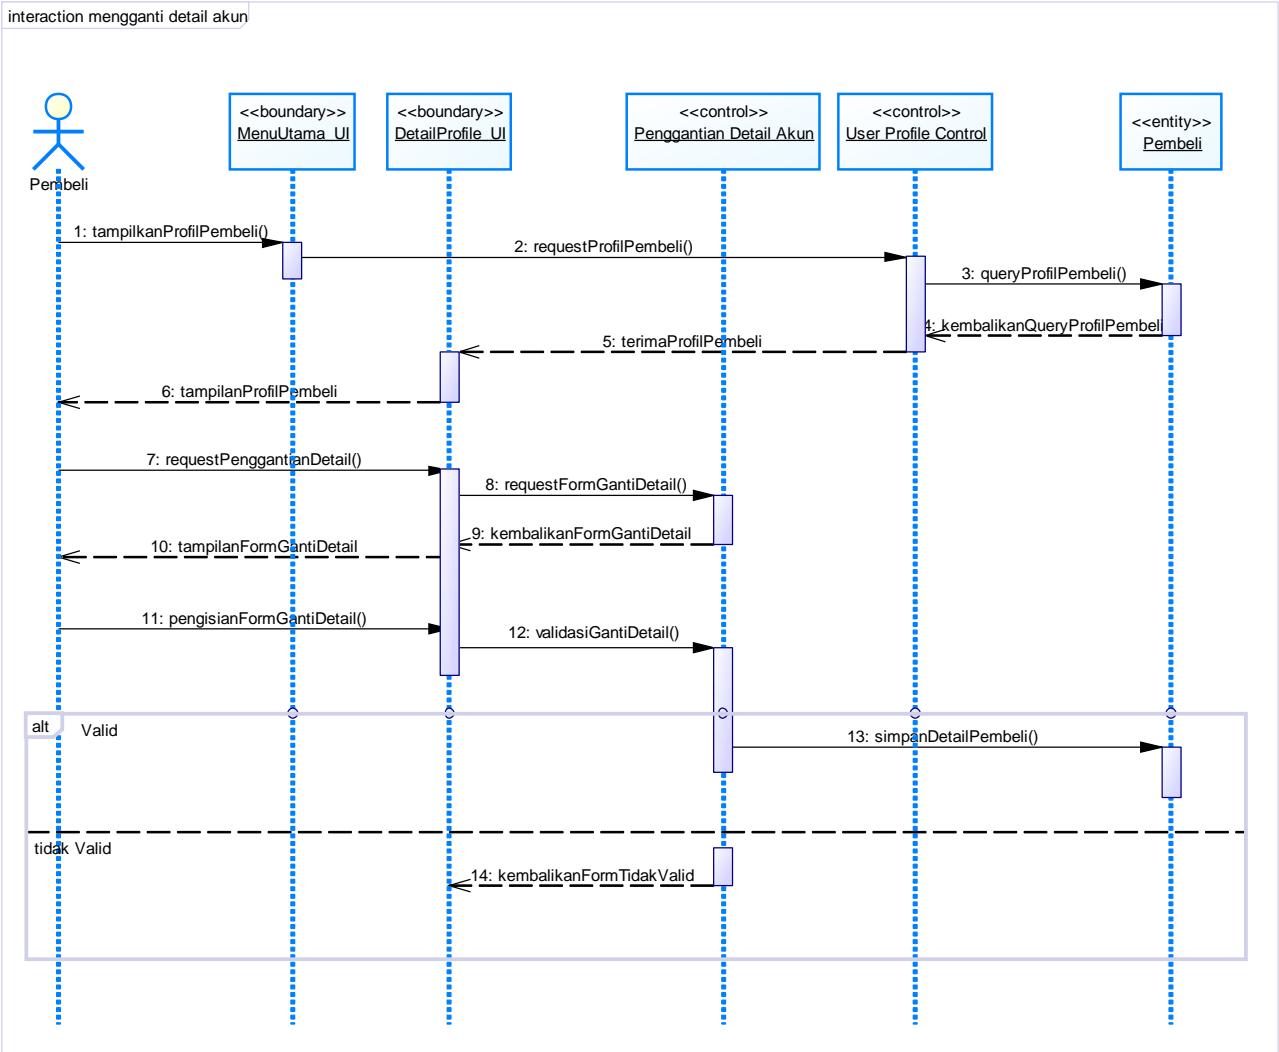 interaction mengganti detail akun
Pembeli
<<boundary>>
MenuUtama_UI
<<boundary>>
DetailProfile_UI
<<control>>
Penggantian Detail Akun
<<control>>
User Profile Control
<<entity>>
Pembeli
1: tampilkanProfilPembeli()
2: requestProfilPembeli()
3: queryProfilPembeli()
4: kembalikanQueryProfilPembeli
5: terimaProfilPembeli
6: tampilanProfilPembeli
7: requestPenggantianDetail()
8: requestFormGantiDetail()
9: kembalikanFormGantiDetail
10: tampilanFormGantiDetail
11: pengisianFormGantiDetail()
12: validasiGantiDetail()
alt
Valid
13: simpanDetailPembeli()
tidak Valid
14: kembalikanFormTidakValid